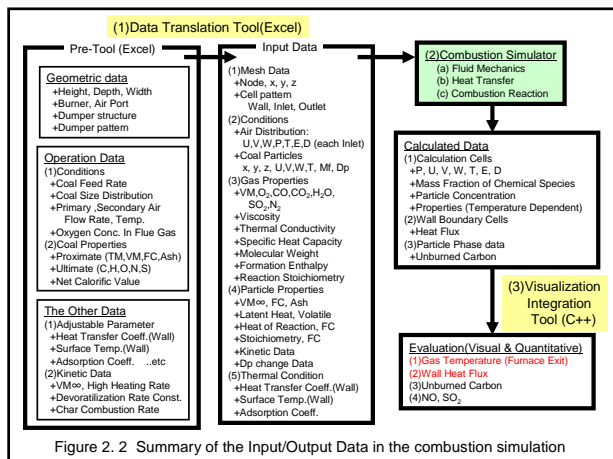 (1)Data Translation Tool(Excel)
Pre-Tool (Excel)
Geometric data
+Height, Depth, Width
+Burner, Air Port
+Dumper structure
+Dumper pattern
Operation Data
(1)Conditions
+Coal Feed Rate
+Coal Size Distribution
+Primary ,Secondary Air
Flow Rate, Temp.
+Oxygen Conc. In Flue Gas
(2)Coal Properties
+Proximate (TM,VM,FC,Ash)
+Ultimate (C,H,O,N,S)
+Net Calorific Value
The Other Data
(1)Adjustable Parameter
+Heat Transfer Coeff.(Wall)
+Surface Temp.(Wall)
+Adsorption Coeff. ..etc
(2)Kinetic Data
+VM∞, High Heating Rate
+Devoratilization Rate Const.
+Char Combustion Rate
Input Data
(1)Mesh Data
+Node, x, y, z
+Cell pattern
Wall, Inlet, Outlet
(2)Conditions
+Air Distribution:
U,V,W,P,T,E,D (each Inlet)
+Coal Particles
x, y, z, U,V,W,T, Mf, Dp
(3)Gas Properties
+VM,O₂,CO,CO₂,H₂O,
SO₂,N₂
+Viscosity
+Thermal Conductivity
+Specific Heat Capacity
+Molecular Weight
+Formation Enthalpy
+Reaction Stoichiometry
(4)Particle Properties
+VM∞, FC, Ash
+Latent Heat, Volatile
+Heat of Reaction, FC
+Stoichiometry, FC
+Kinetic Data
+Dp change Data
(5)Thermal Condition
+Heat Transfer Coeff.(Wall)
+Surface Temp.(Wall)
+Adsorption Coeff.
(2)Combustion Simulator
(a) Fluid Mechanics
(b) Heat Transfer
(c) Combustion Reaction
Calculated Data
(1)Calculation Cells
+P, U, V, W, T, E, D
+Mass Fraction of Chemical Species
+Particle Concentration
+Properties (Temperature Dependent)
(2)Wall Boundary Cells
+Heat Flux
(3)Particle Phase data
+Unburned Carbon
(3)Visualization
Integration
Tool (C++)
Evaluation(Visual & Quantitative)
(1)Gas Temperature (Furnace Exit)
(2)Wall Heat Flux
(3)Unburned Carbon
(4)NO, SO₂
Figure 2. 2 Summary of the Input/Output Data in the combustion simulation